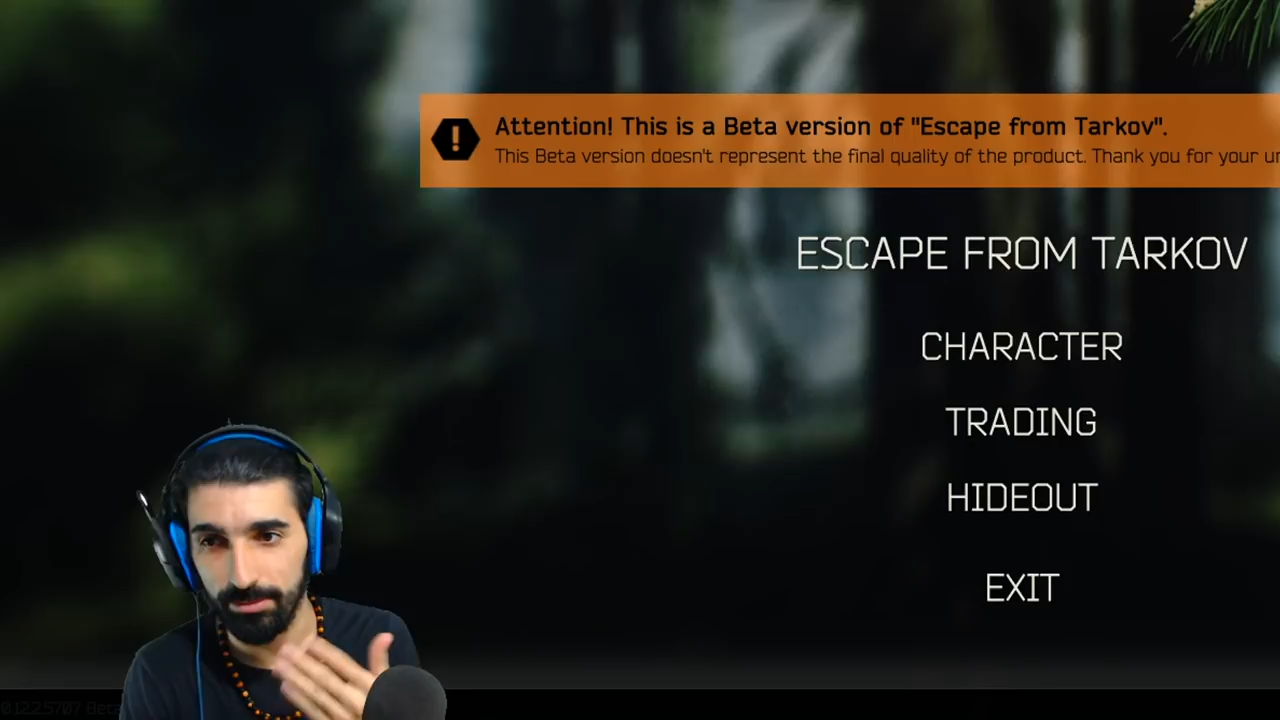 Attention! This is a Beta version of "Escape from Tarkov".
This Beta version doesn't represent the final quality of the product. Thank you for your
ESCAPE FROM TARKOV
CHARACTER
TRADING
HIDEOUT
EXIT
Beta